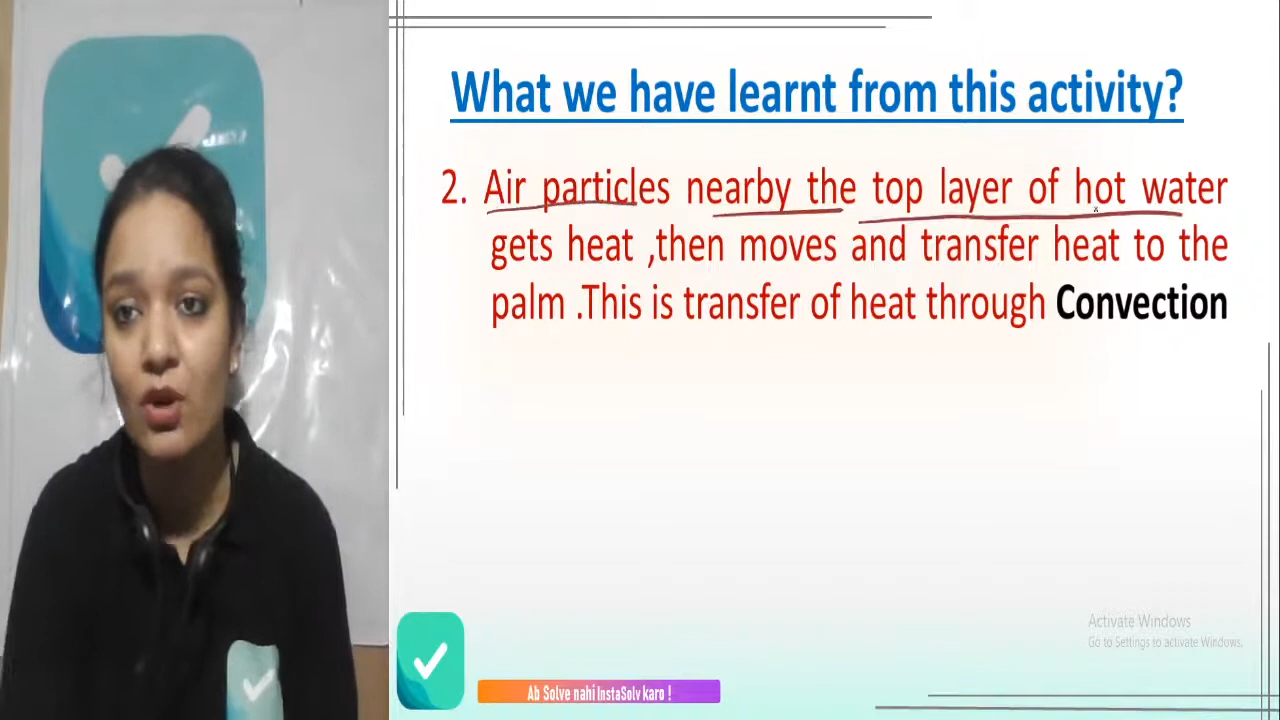 What we have learnt from this activity?
2. Air particles nearby the top layer of hot water
gets heat ,then moves and transfer heat to the
palm .This is transfer of heat through Convection
Activate Windows
Go to Settings to activate Windows.
Ab Solve nahi InstaSolv karo !